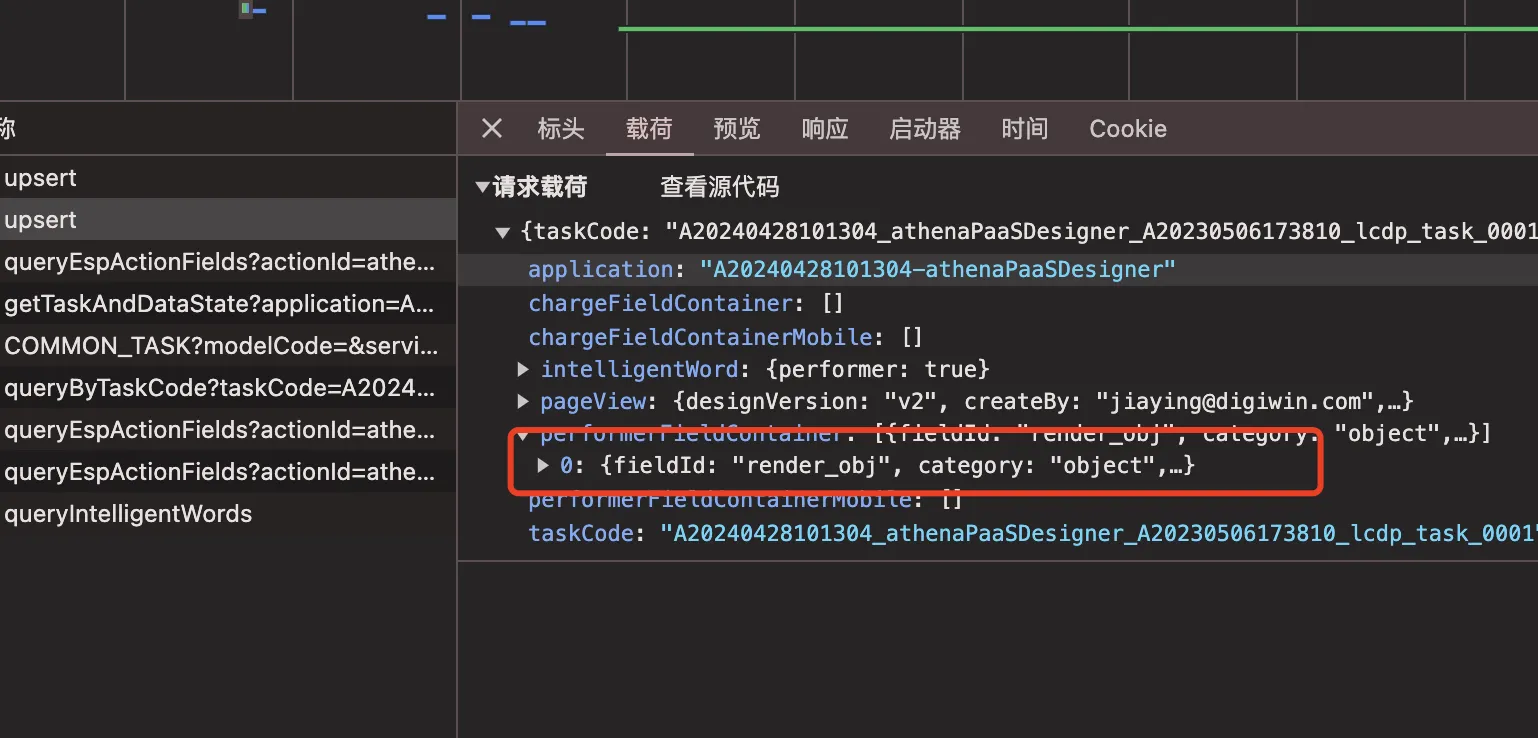 称
upsert
upsert
queryEspActionFields?actionId=athe...
getTaskAndDataState?application=A...
COMMON_TASK?modelCode=&servi...
queryByTaskCode?taskCode=A2024...
queryEspActionFields?actionId=athe...
queryEspActionFields?actionId=athe...
queryIntelligentWords
标头 载荷 预览 响应 启动器 时间 Cookie
▼请求载荷 查看源代码
▼{taskCode: "A20240428101304_athenaPaaSDesigner_A20230506173810_lcdp_task_0001
application: "A20240428101304-athenaPaaSDesigner"
chargeFieldContainer: []
chargeFieldContainerMobile: []
▶intelligentWord: {performer: true}
▶pageView: {designVersion: "v2", createBy: "jiaying@digiwin.com",…}
▼performerFieldContainer: [{fieldId: "render_obj", category: "object",…}]
▶0: {fieldId: "render_obj", category: "object",…}
performerFieldContainerMobile: []
taskCode: "A20240428101304_athenaPaaSDesigner_A20230506173810_lcdp_task_0001"